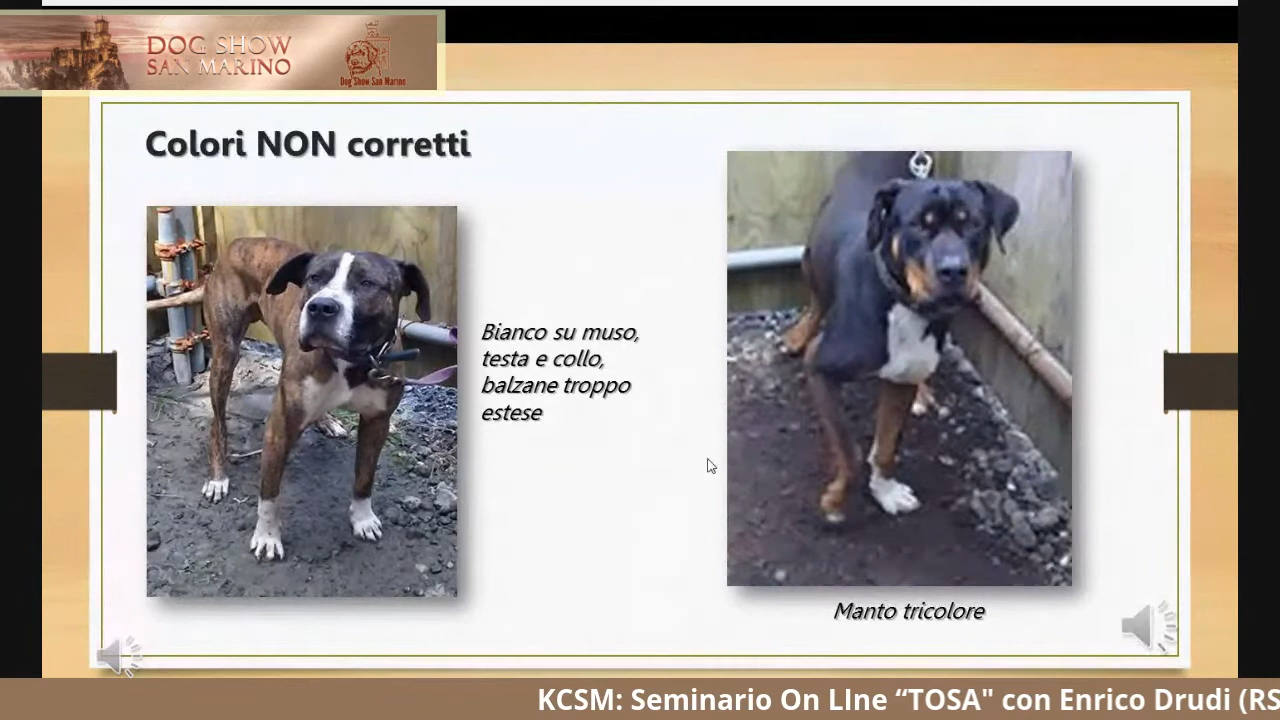 DOG SHOW
SAN MARINO
Dog Show San Marino
Colori NON corretti
Bianco su muso,
testa e collo,
balzane troppo
estese
Manto tricolore
KCSM: Seminario On LIne “TOSA" con Enrico Drudi (RS